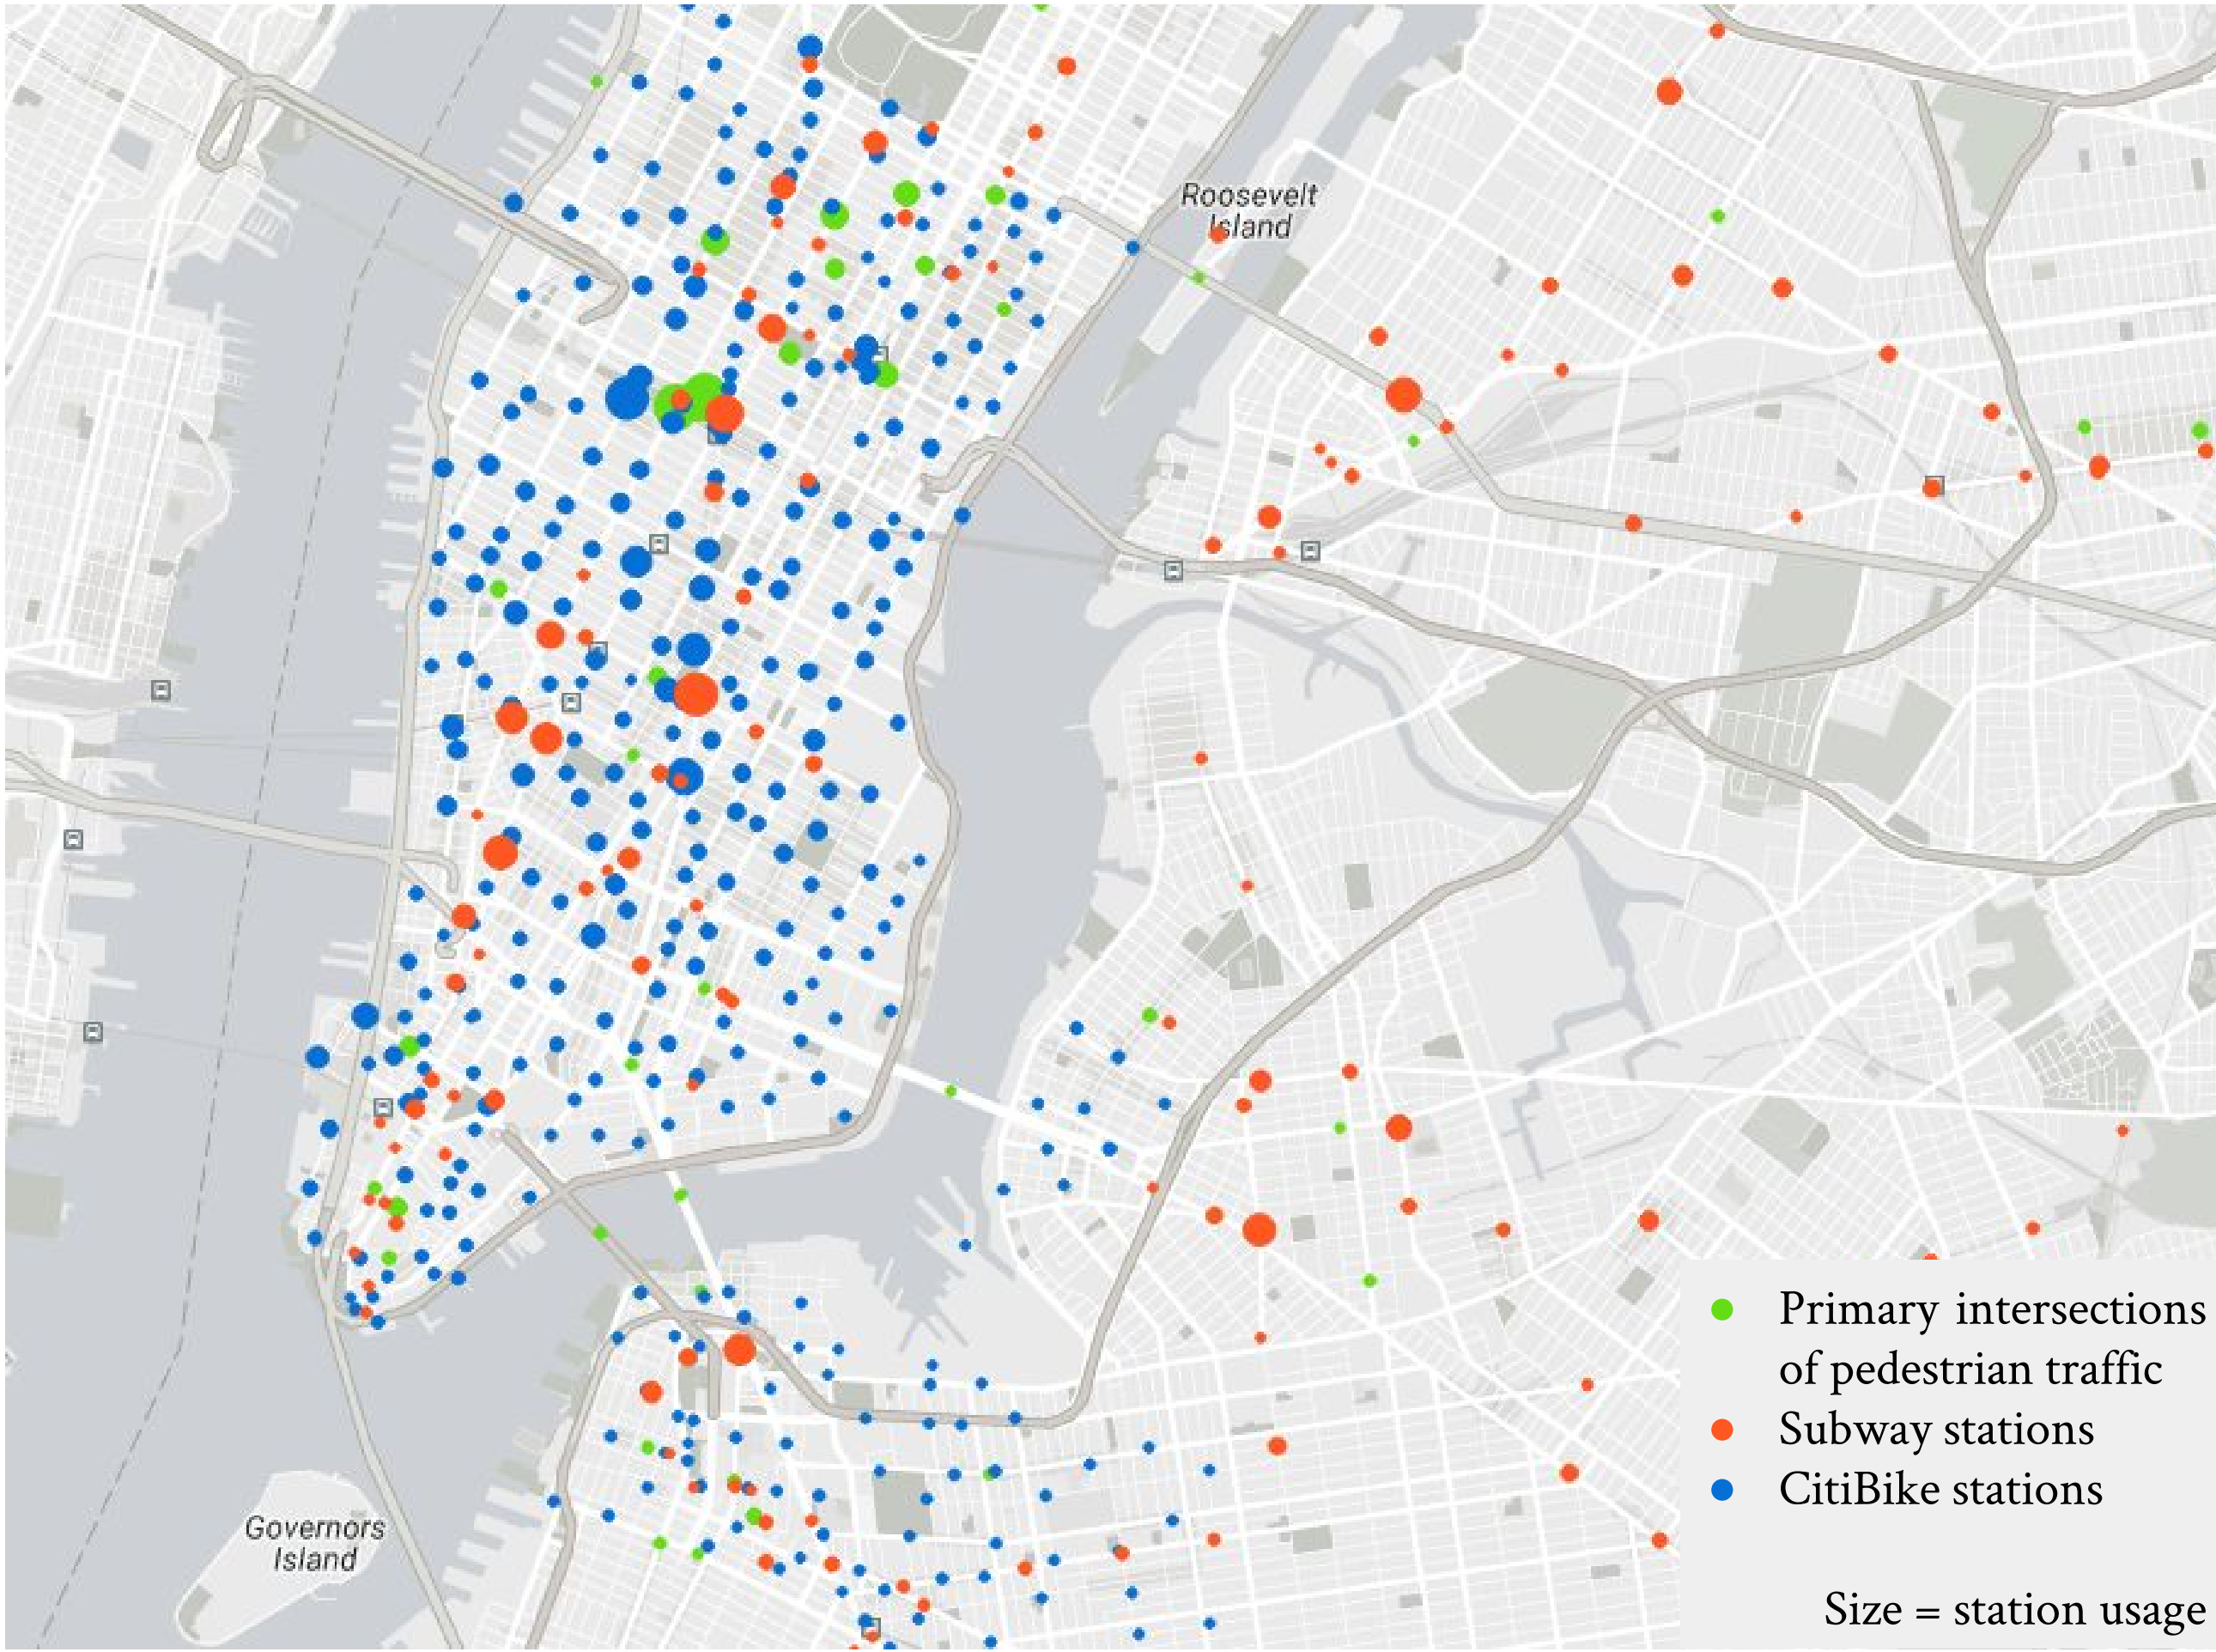 Roosevelt
Island
Primary intersections
of pedestrian traffic
Subway stations
CitiBike stations
Governors
Island
Size = station usage